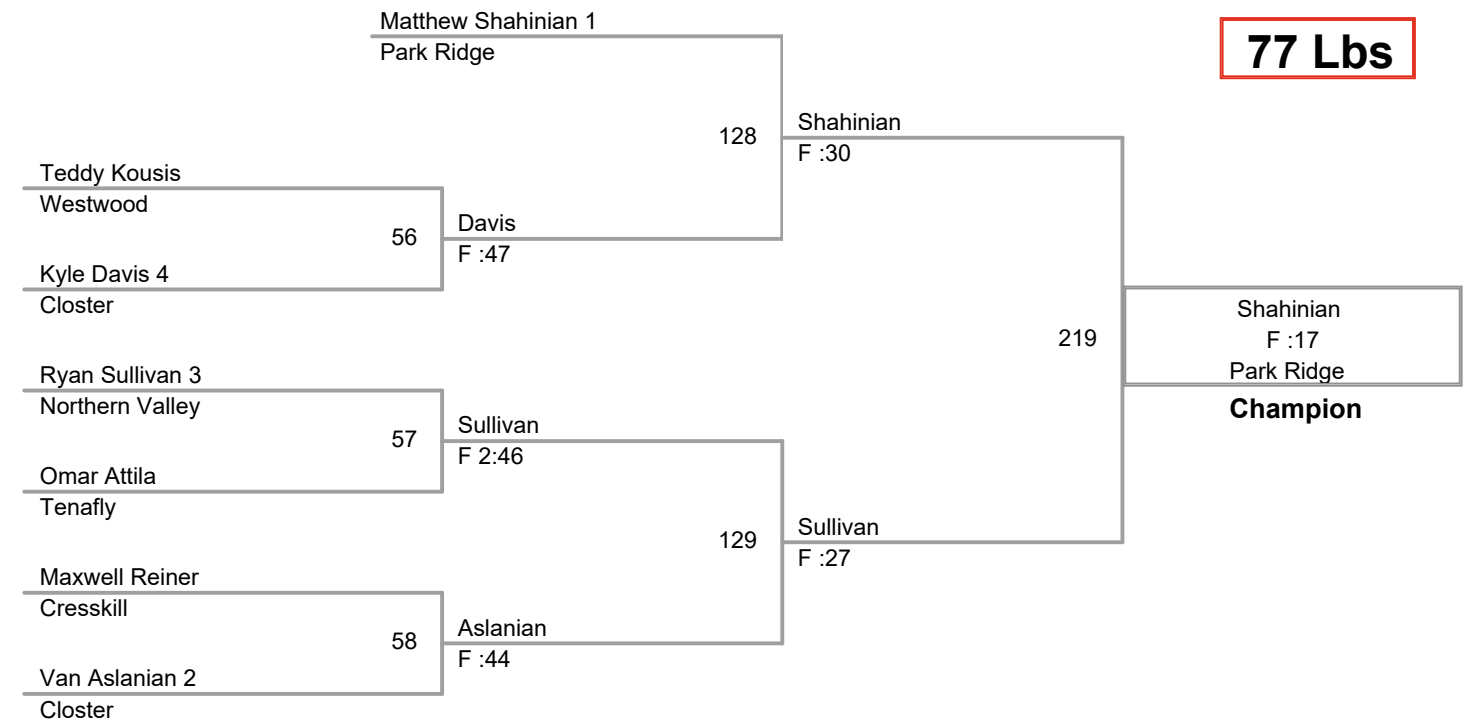 Matthew Shahinian 1
Park Ridge
77 Lbs
128
Shahinian
F :30
Teddy Kousis
Westwood
56
Davis
F :47
Kyle Davis 4
Closter
219
Shahinian
F :17
Park Ridge
Champion
Ryan Sullivan 3
Northern Valley
57
Sullivan
F 2:46
Omar Attila
Tenafly
129
Sullivan
F :27
Maxwell Reiner
Cresskill
58
Aslanian
F :44
Van Aslanian 2
Closter